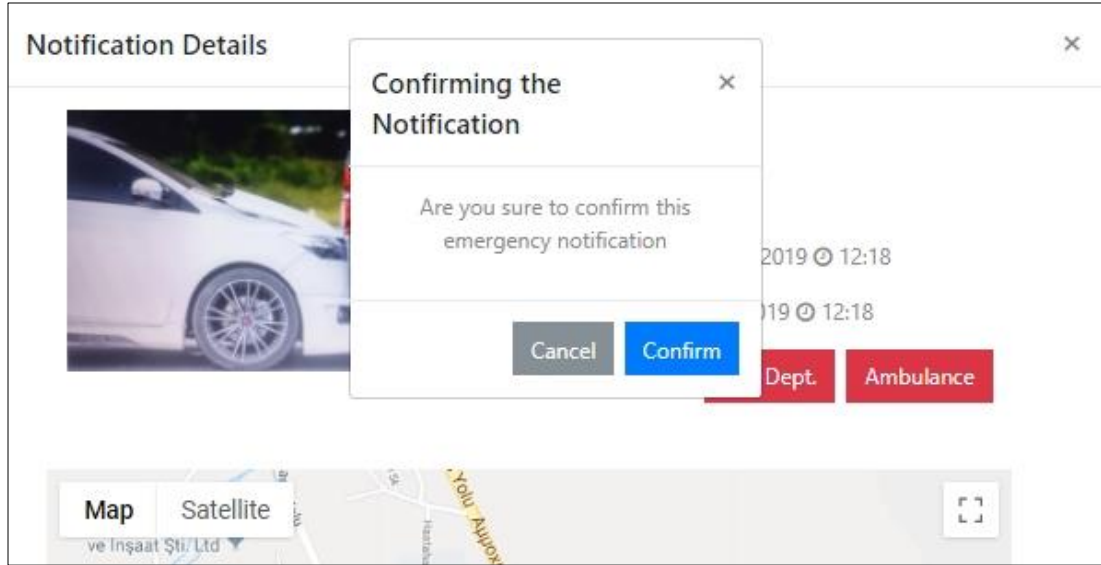 Notification Details
×
Confirming the
Notification
×
Are you sure to confirm this
emergency notification
Cancel
Confirm
2019 12:18
12:18
Dept.
Ambulance
Map
Satellite
ve Inşaat Şti. Ltd
Yolu